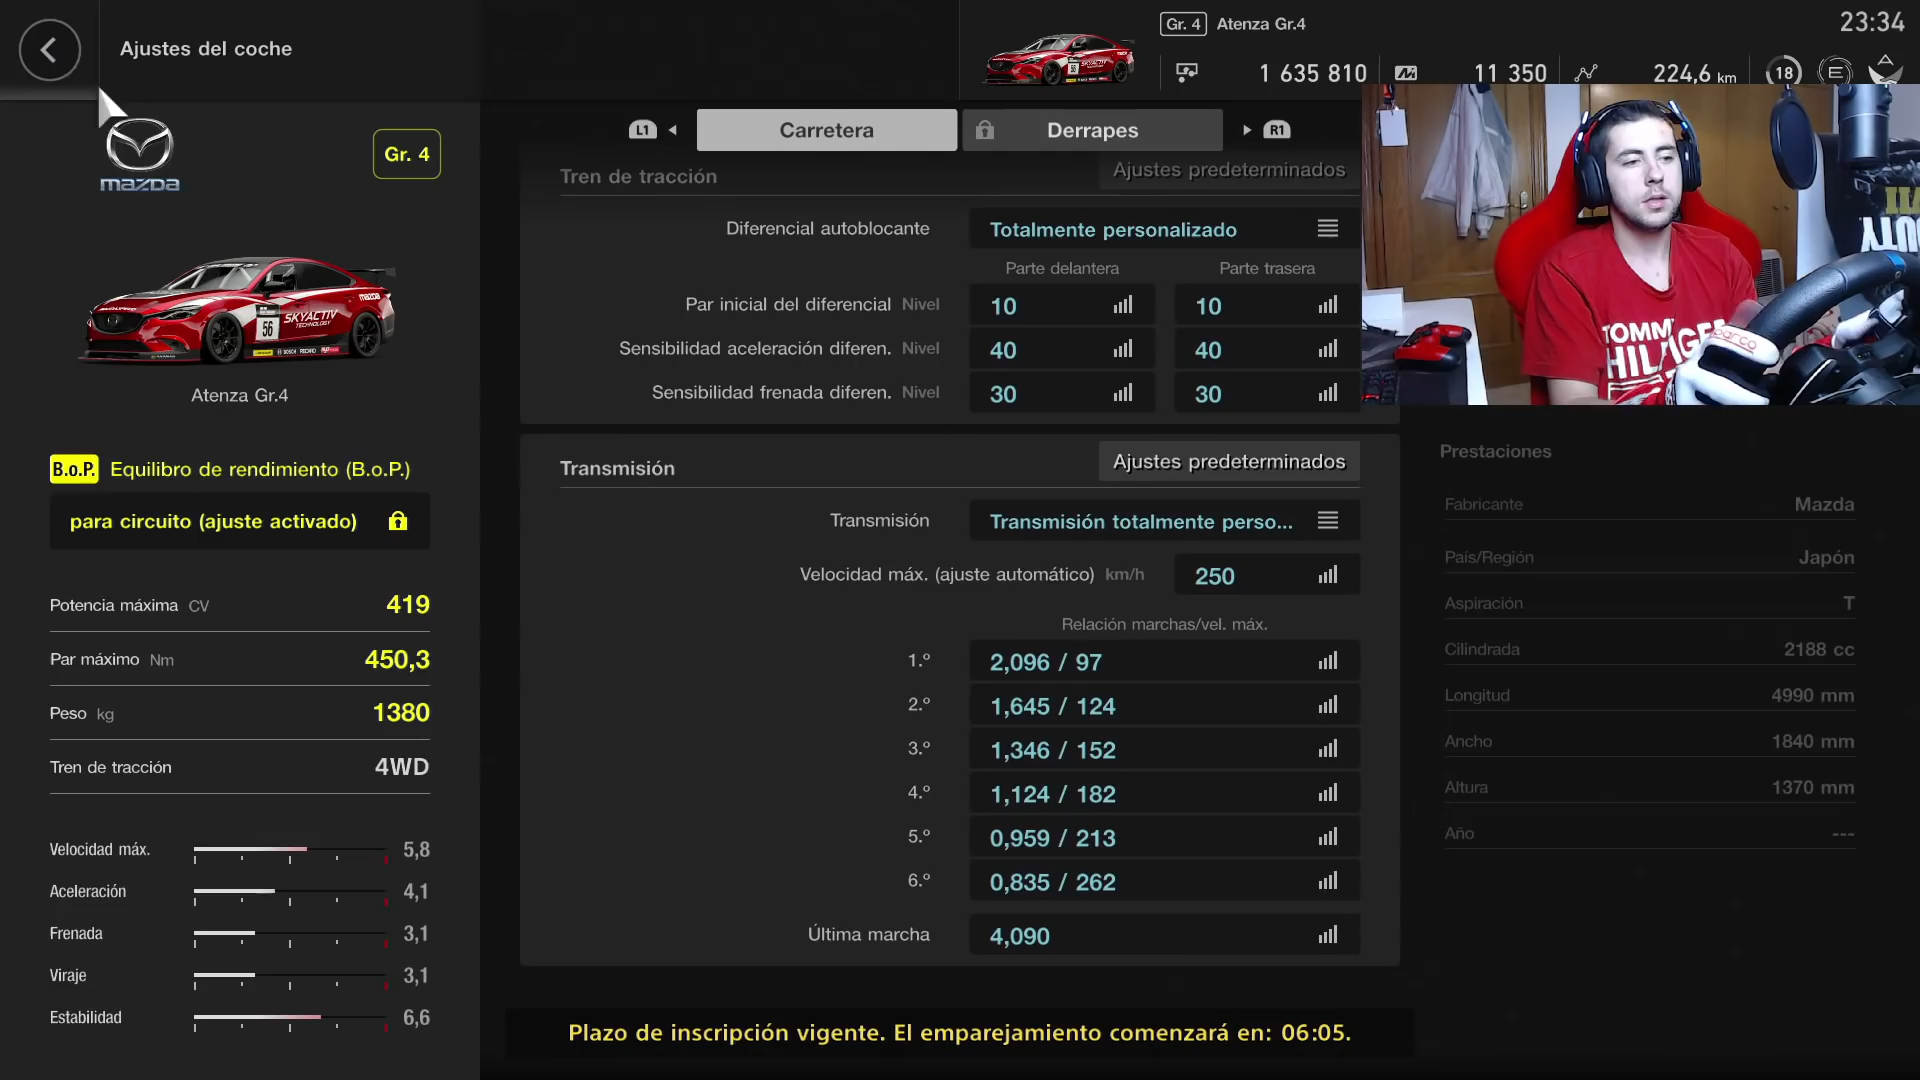 Ajustes del coche
Gr. 4 Atenza Gr.4
23:34
1 635 810
11 350
224,6 km
18
E
mazda
Gr. 4
L1
Carretera
Derrapes
R1
Tren de tracción
Ajustes predeterminados
Diferencial autoblocante Totalmente personalizado
Parte delantera Parte trasera
Par inicial del diferencial Nivel 10 10
Sensibilidad aceleración diferen. Nivel 40 40
Sensibilidad frenada diferen. Nivel 30 30
Transmisión
Ajustes predeterminados
Transmisión Transmisión totalmente perso...
Velocidad máx. (ajuste automático) km/h 250
Relación marchas/vel. máx.
1.º 2,096 / 97
2.º 1,645 / 124
3.º 1,346 / 152
4.º 1,124 / 182
5.º 0,959 / 213
6.º 0,835 / 262
Última marcha 4,090
56
SKYACTIV
TECHNOLOGY
mazda
Atenza Gr.4
B.o.P. Equilibro de rendimiento (B.o.P.)
para circuito (ajuste activado)
Potencia máxima CV 419
Par máximo Nm 450,3
Peso kg 1380
Tren de tracción 4WD
Velocidad máx. 5,8
Aceleración 4,1
Frenada 3,1
Viraje 3,1
Estabilidad 6,6
TOMMY
HILFIGER
sparco
Prestaciones
Fabricante Mazda
País/Región Japón
Aspiración T
Cilindrada 2188 cc
Longitud 4990 mm
Ancho 1840 mm
Altura 1370 mm
Año ---
Plazo de inscripción vigente. El emparejamiento comenzará en: 06:05.